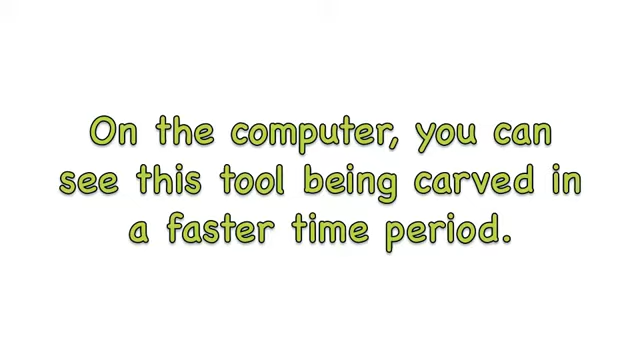 On the computer, you can
see this tool being carved in
a faster time period.